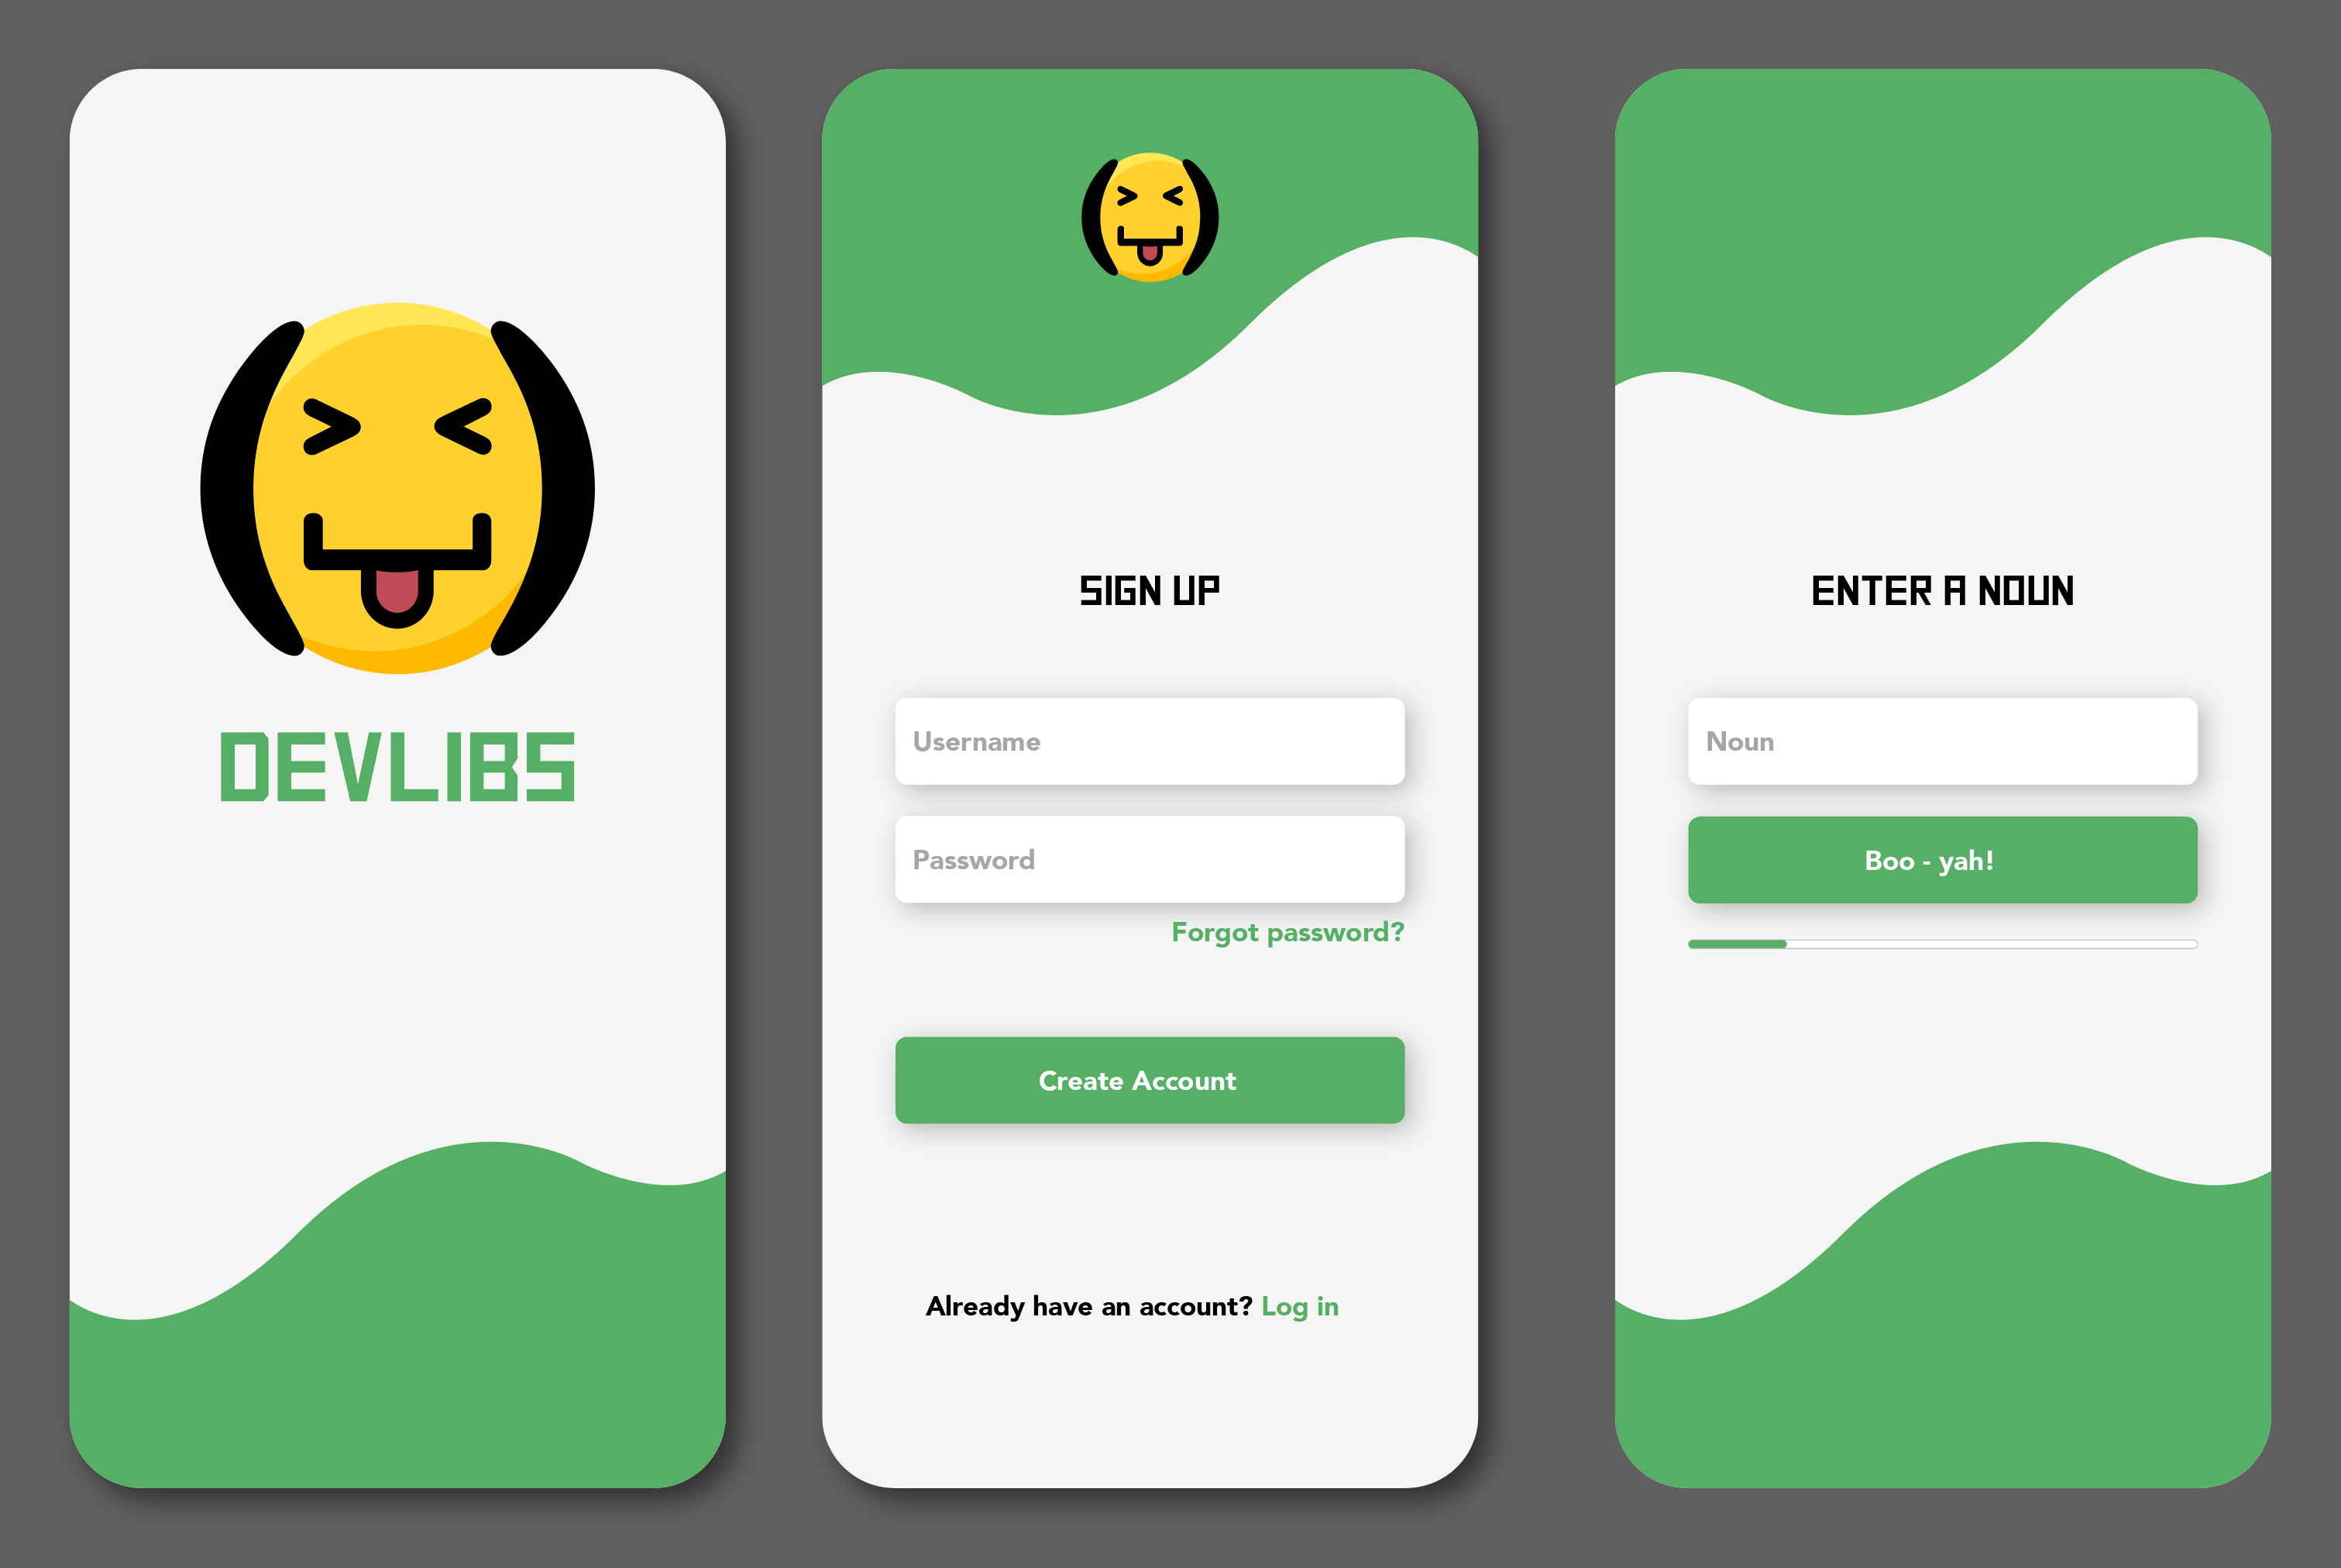 DEVLIBS
SIGN UP
Username
Password
Forgot password?
Create Account
Already have an account? Log in
ENTER A NOUN
Noun
Boo - yah!